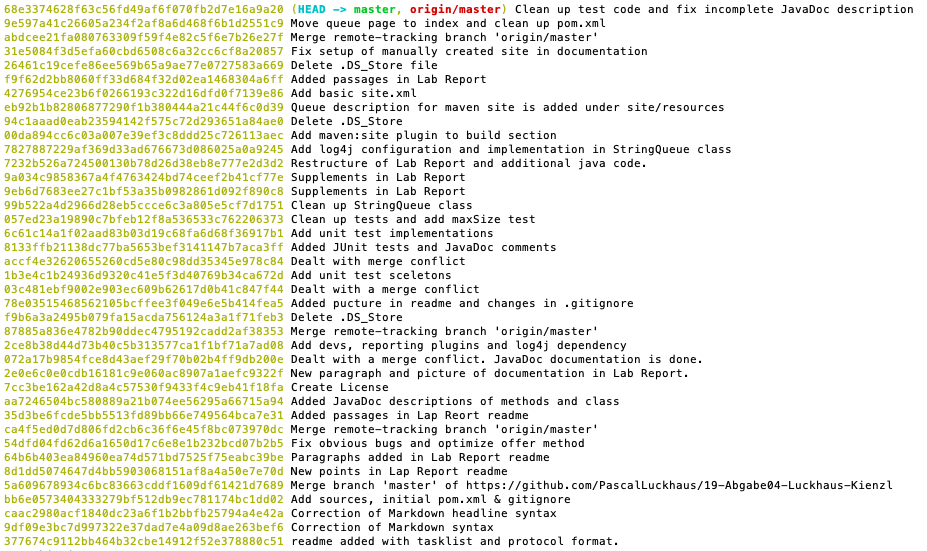 68e3374628f63c56fd49af6f070fb2d7e16a9a20 (HEAD -> master, origin/master) Clean up test code and fix incomplete JavaDoc description
9e597a41c26605a234f2af8a6d468f6b1d2551c9 Move queue page to index and clean up pom.xml
abdcee21fa080763309f59f4e82c5f6e7b26e27f Merge remote-tracking branch 'origin/master'
31e5084f3d5efa60cbd6508c6a32cc6cf8a20857 Fix setup of manually created site in documentation
26461c19cefe86ee569b65a9ae77e0727583a669 Delete .DS_Store file
f9f62d2bb8060ff33d684f32d02ea1468304a6ff Added passages in Lab Report
4276954ce23b6f0266193c322d16dfd0f7139e86 Add basic site.xml
eb92b1b82806877290f1b380444a21c44f6c0d39 Queue description for maven site is added under site/resources
94c1aaad0eab23594142f575c72d293651a84ae0 Delete .DS_Store
00da894cc6c03a007e39ef3c8ddd25c726113aec Add maven:site plugin to build section
7827887229af369d33ad676673d086025a0a9245 Add log4j configuration and implementation in StringQueue class
7232b526a724500130b78d26d38eb8e777e2d3d2 Restructure of Lab Report and additional java code.
9a034c9858367a4f4763424bd74ceef2b41cf77e Supplements in Lab Report
9eb6d7683ee27c1bf53a35b0982861d092f890c8 Supplements in Lab Report
99b522a4d2966d28eb5ccce6c3a805e5cf7d1751 Clean up StringQueue class
057ed23a19890c7bfeb12f8a536533c762206373 Clean up tests and add maxSize test
6c61c14a1f02aad83b03d19c68fa6d68f36917b1 Add unit test implementations
8133ffb21138dc77ba5653bef3141147b7aca3ff Added JUnit tests and JavaDoc comments
accf4e32620655260cd5e80c98dd35345e978c84 Dealt with merge conflict
1b3e4c1b24936d9320c41e5f3d40769b34ca672d Add unit test sceletons
03c481ebf9002e903ec609b62617d0b41c847f44 Dealt with a merge conflict
78e03515468562105bcffee3f049e6e5b414fea5 Added pucture in readme and changes in .gitignore
f9b6a3a2495b079fa15acda756124a3a1f71feb3 Delete .DS_Store
87885a836e4782b90ddec4795192cadd2af38353 Merge remote-tracking branch 'origin/master'
2ce8b38d44d73b40c5b313577ca1f1bf71a7ad08 Add devs, reporting plugins and log4j dependency
072a17b9854fce8d43aef29f70b02b4ff9db200e Dealt with a merge conflict. JavaDoc documentation is done.
2e0e6c0e0cdb16181c9e060ac8907a1aefc9322f New paragraph and picture of documentation in Lab Report.
7cc3be162a42d8a4c57530f9433f4c9eb41f18fa Create License
aa7246504bc580889a21b074ee56295a66715a94 Added JavaDoc descriptions of methods and class
35d3be6fcde5bb5513fd89bb66e749564bca7e31 Added passages in Lap Reort readme
ca4f5ed0d7d806fd2cb6c36f6e45f8bc073970dc Merge remote-tracking branch 'origin/master'
54dfd04fd62d6a1650d17c6e8e1b232bcd07b2b5 Fix obvious bugs and optimize offer method
64b6b403ea84960ea74d571bd7525f75eabc39be Paragraphs added in Lab Report readme
8d1dd5074647d4bb5903068151af8a4a50e7e70d New points in Lap Report readme
5a609678934c6bc83663cddf1609df61421d7689 Merge branch 'master' of https://github.com/PascalLuckhaus/19-Abgabe04-Luckhaus-Kienzl
bb6e0573404333279bf512db9ec781174bc1dd02 Add sources, initial pom.xml & gitignore
caac2980acf1840dc23a6f1b2bbfb25794a4e42a Correction of Markdown headline syntax
9df09e3bc7d997322e37dad7e4a09d8ae263bef6 Correction of Markdown syntax
377674c9112bb464b32cbe14912f52e378880c51 readme added with tasklist and protocol format.